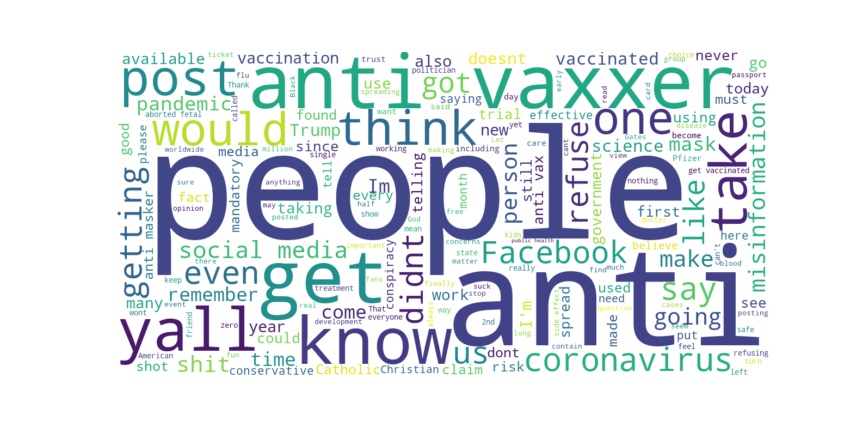 available ticket vaccination trust also doesnt vaccinated choice never
post anti vaxxer
flu politician group go
pandemic Thank Black use got spreading saying day trial effective early read card passport today
would found said think want new yet one using must
good please Trump since called worldwide million single working making including Let care cant science mask disease become
aborted fetal media tell person still anti vax refuse Gates view Pfizer get vaccinated take
people
getting anti masker fact opinion mandatory sure anything may taking posted every Im half show telling God mean month free kids government first like nothing here can't blood misinformation
social media there important conspiracy didnt concerns public health Facebook believe make
even get treatment fans state matter really find much
many keep event remember come That everyone finally work suck stop I'm side effect spread used need say cases question see posting
wont zero real always way anti made going seem safe
yall friend year development know us 2nd long contain put feel refusing
American fun could dont turn
shot shit time conservative Catholic Christian claim risk coronavirus left